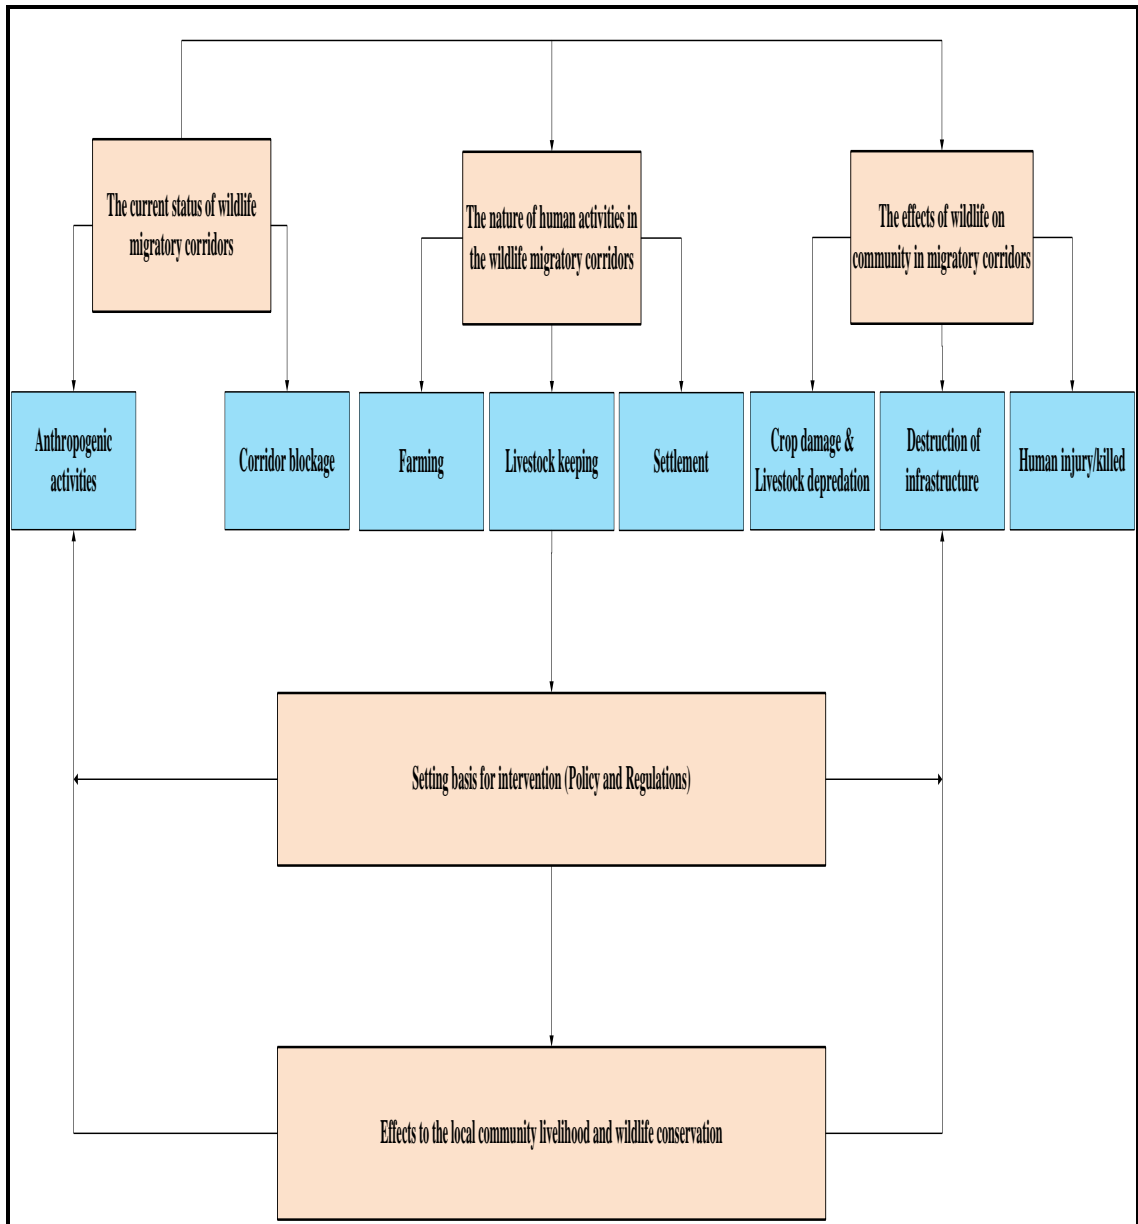 The current status of wildlife
migratory corridors
The nature of human activities in
the wildlife migratory corridors
The effects of wildlife on
community in migratory corridors
Anthropogenic
activities
Corridor blockage
Farming
Livestock keeping
Settlement
Crop damage &
Livestock depredation
Destruction of
infrastructure
Human injury/killed
Setting basis for intervention (Policy and Regulations)
Effects to the local community livelihood and wildlife conservation